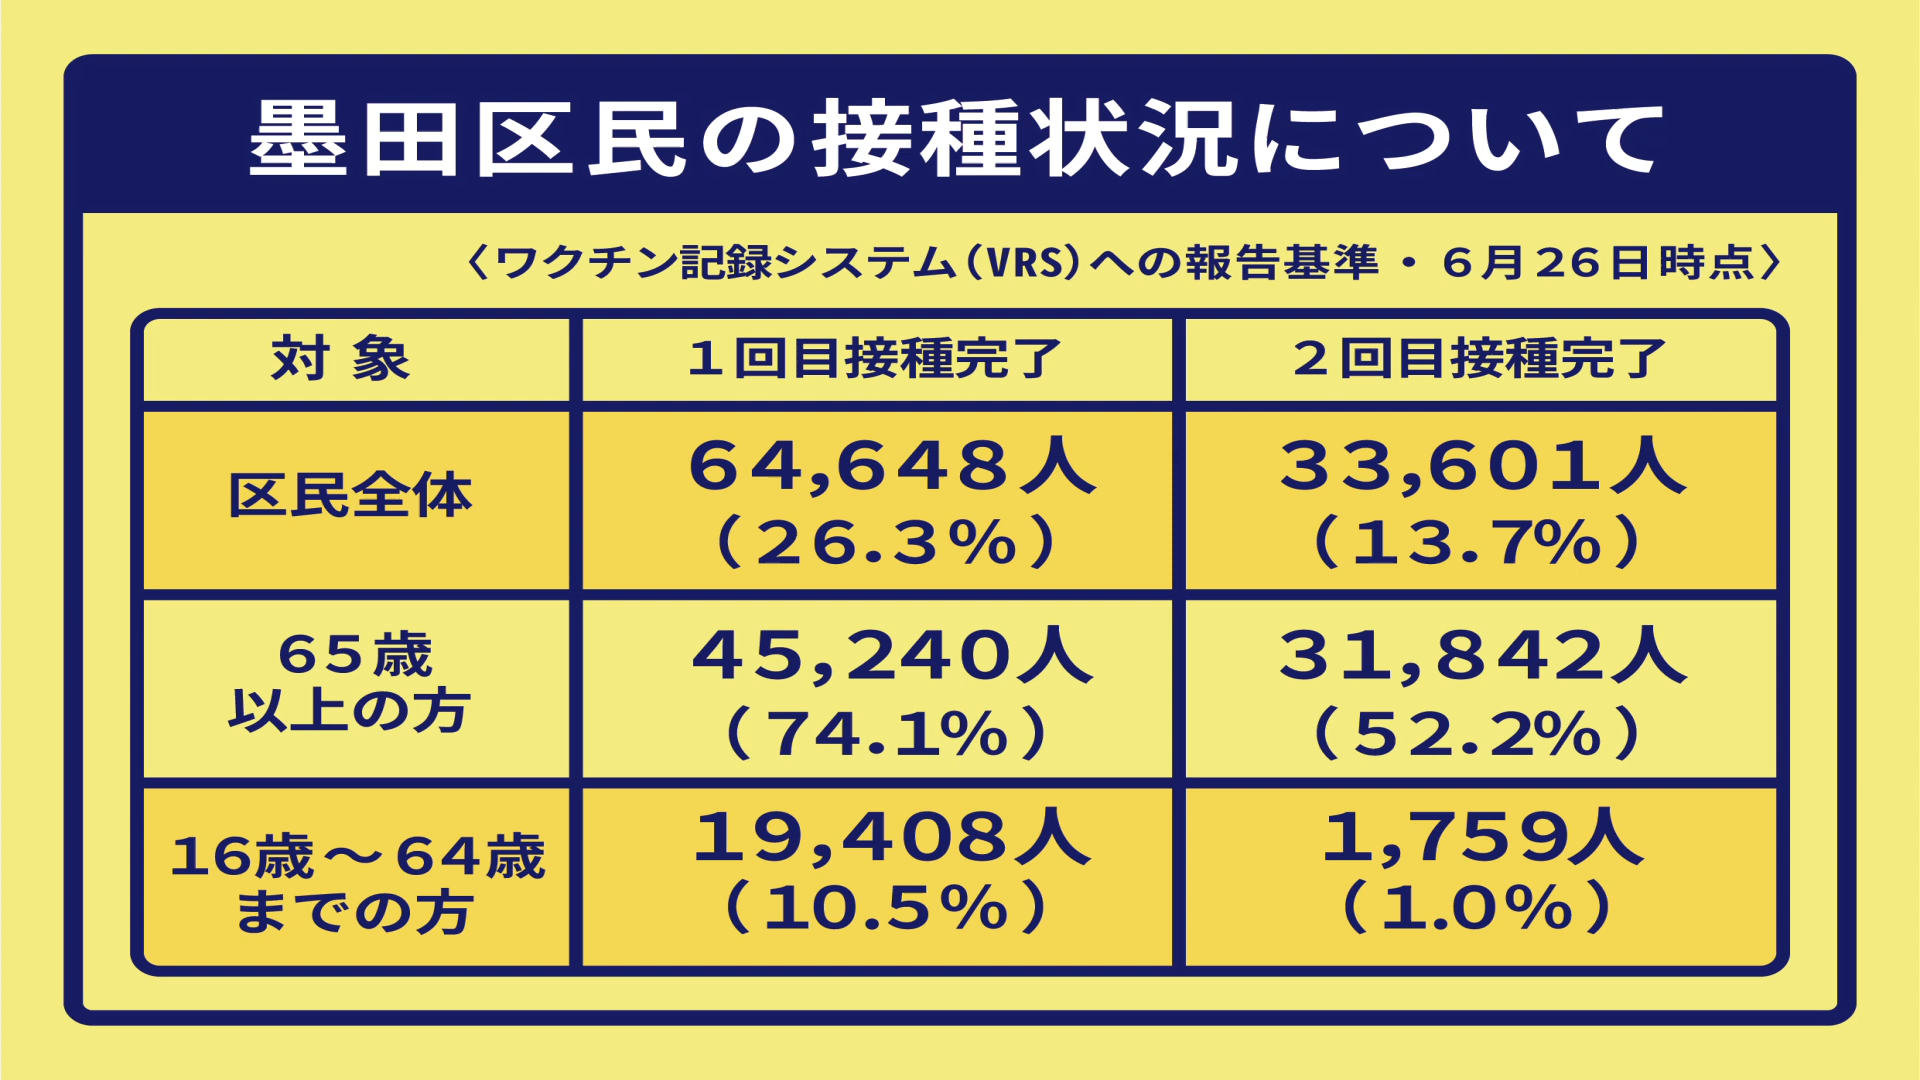 墨田区民の接種状況について
〈ワクチン記録システム(VRS)への報告基準・６月26日時点〉
対 象 １回目接種完了 ２回目接種完了
区民全体 64,648人 33,601人
（26.3%） （13.7%）
６５歳
以上の方 45,240人 31,842人
（74.1%） （52.2%）
16歳～６４歳
までの方 19,408人 1,759人
（10.5%） （1.0%）